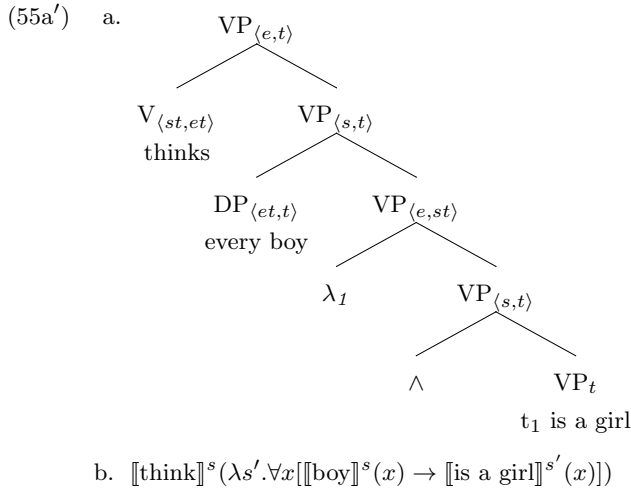 (55a′) a. VP⟨e,t⟩
V⟨st,et⟩ VP⟨s,t⟩
thinks
DP⟨et,t⟩ VP⟨e,st⟩
every boy
λ₁ VP⟨s,t⟩
∧ VPₜ
t₁ is a girl
b. ⟦think⟧ˢ(λs′.∀x[⟦boy⟧ˢ(x) → ⟦is a girl⟧ˢ′(x)])